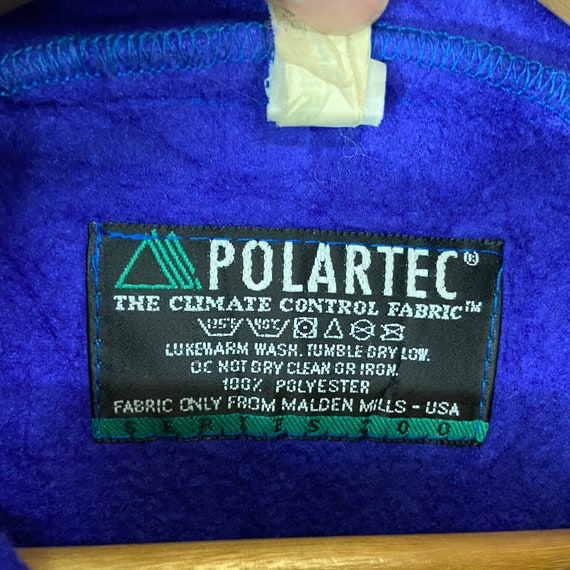 POLARTEC®
THE CLIMATE CONTROL FABRIC™
LUKEWARM WASH. TUMBLE DRY LOW.
DO NOT DRY CLEAN OR IRON.
100% POLYESTER
FABRIC ONLY FROM MALDEN MILLS - USA
SERIES 200